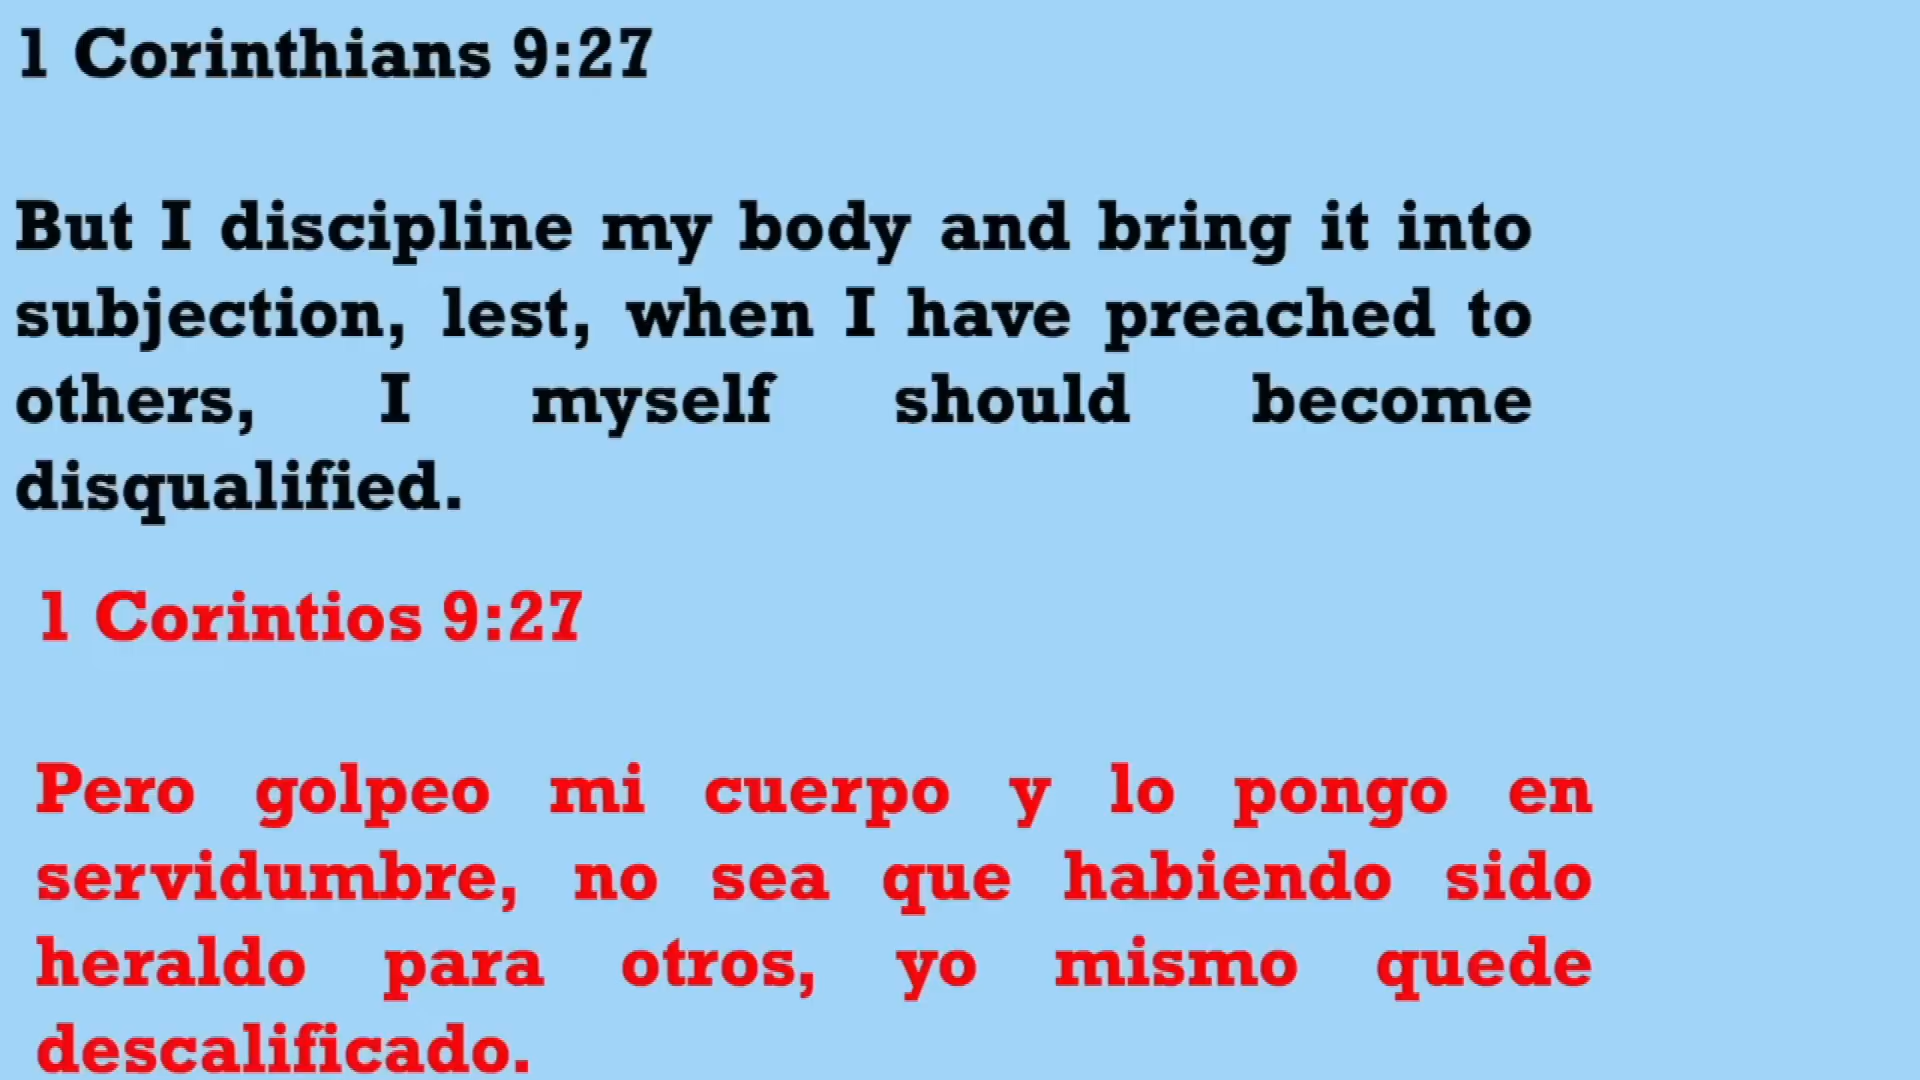 1 Corinthians 9:27
But I discipline my body and bring it into
subjection, lest, when I have preached to
others, I myself should become
disqualified.
1 Corintios 9:27
Pero golpeo mi cuerpo y lo pongo en
servidumbre, no sea que habiendo sido
heraldo para otros, yo mismo quede
descalificado.